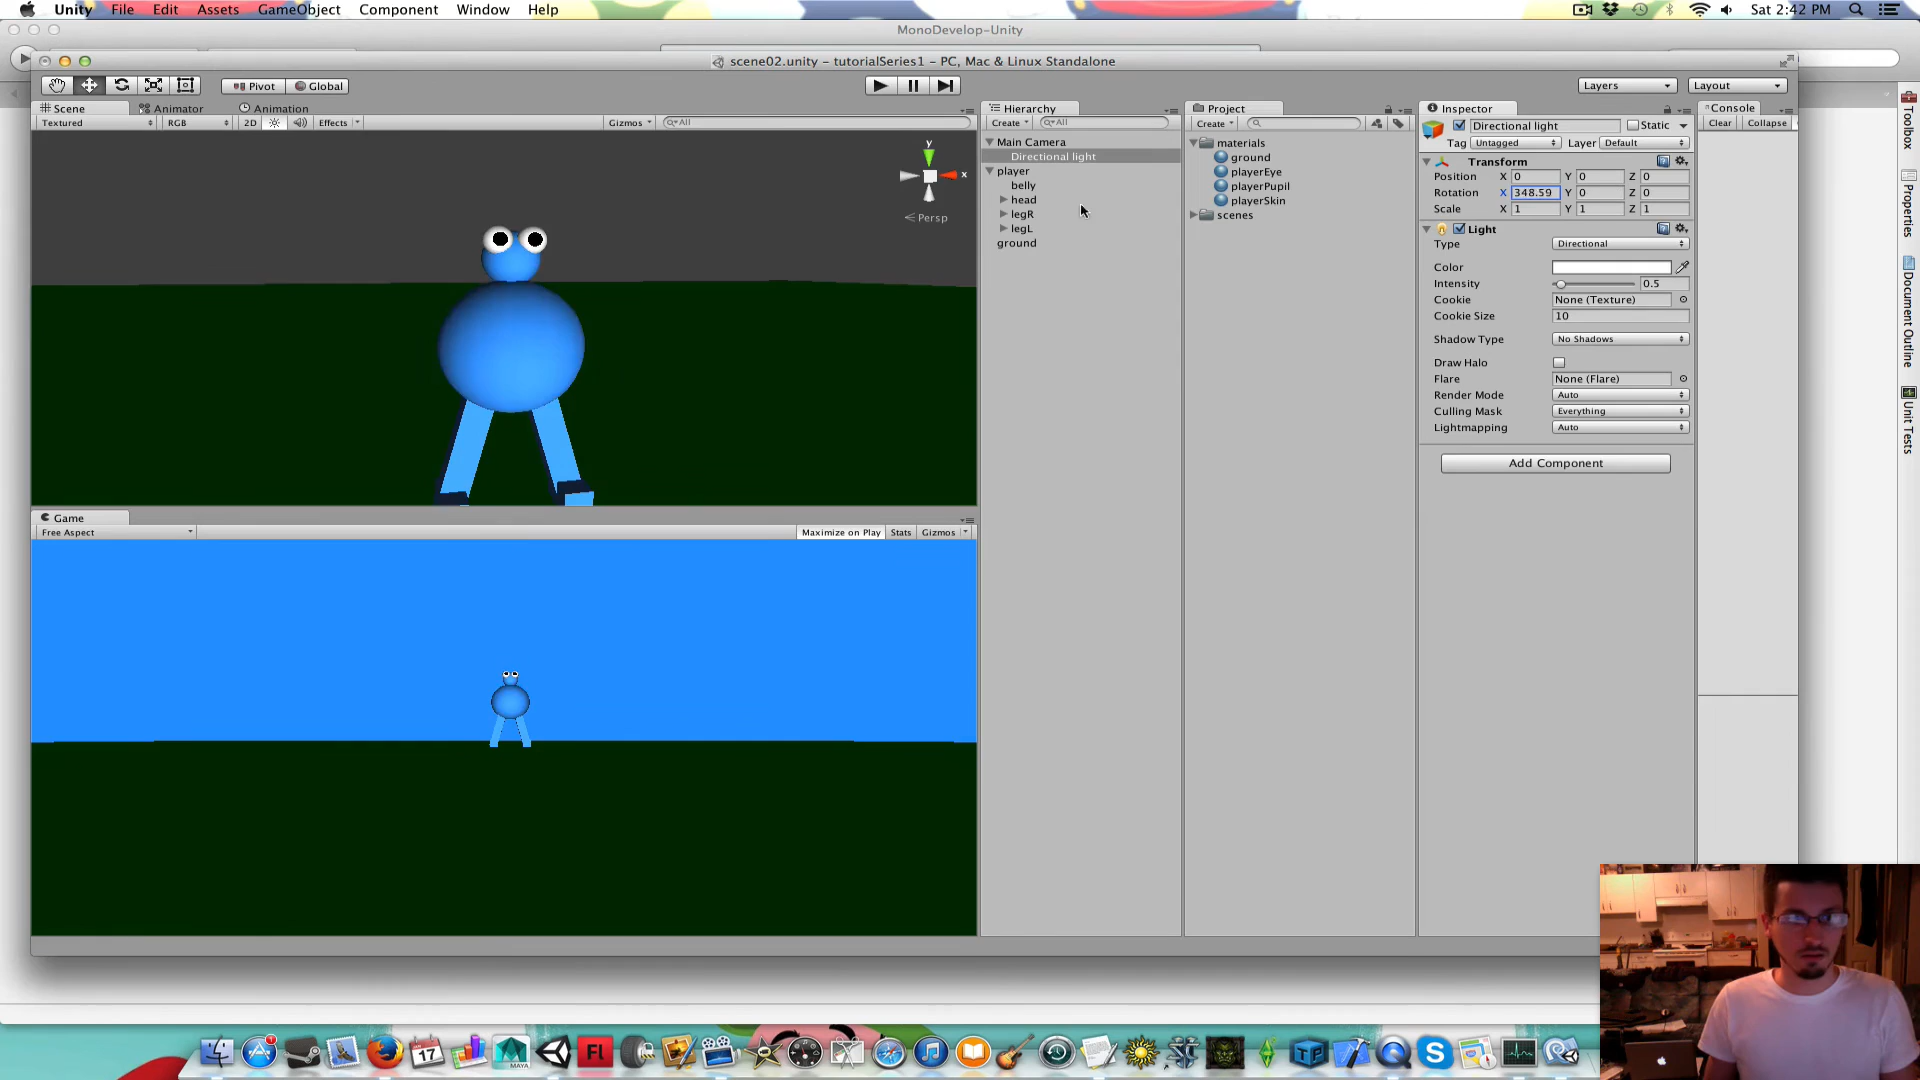 Unity File Edit Assets GameObject Component Window Help Sat 2:42 PM
MonoDevelop-Unity
scene02.unity - tutorialSeries1 - PC, Mac & Linux Standalone
Pivot Global Layers Layout
Scene Animator Animation
Textured RGB 2D Effects Gizmos All
y
x
Persp
Game
Free Aspect Maximize on Play Stats Gizmos
Hierarchy
Create All
Main Camera
Directional light
player
belly
head
legR
legL
ground
Project
Create
materials
ground
playerEye
playerPupil
playerSkin
scenes
Inspector
Directional light Static
Tag Untagged Layer Default
Transform
Position X 0 Y 0 Z 0
Rotation X 348.59 Y 0 Z 0
Scale X 1 Y 1 Z 1
Light
Type Directional
Color
Intensity 0.5
Cookie None (Texture)
Cookie Size 10
Shadow Type No Shadows
Draw Halo
Flare None (Flare)
Render Mode Auto
Culling Mask Everything
Lightmapping Auto
Add Component
Console
Clear Collapse
Toolbox
Properties
Document Outline
Unit Tests
1
17
MAYA
Fl
TP